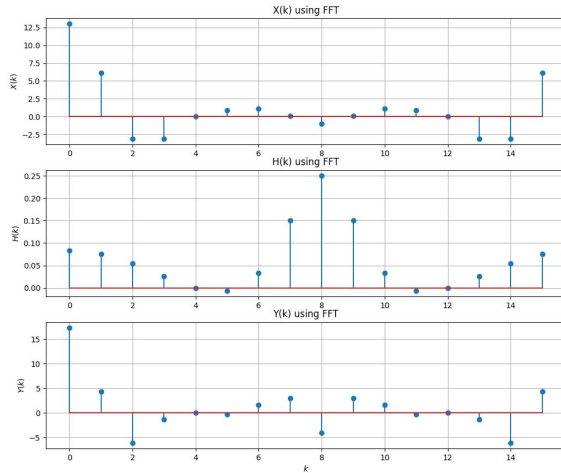 X(k) using FFT
12.5
10.0
7.5
5.0
2.5
0.0
−2.5
X(k)
0 2 4 6 8 10 12 14
H(k) using FFT
0.25
0.20
0.15
0.10
0.05
0.00
H(k)
0 2 4 6 8 10 12 14
Y(k) using FFT
15
10
5
0
−5
Y(k)
0 2 4 6 8 10 12 14
k